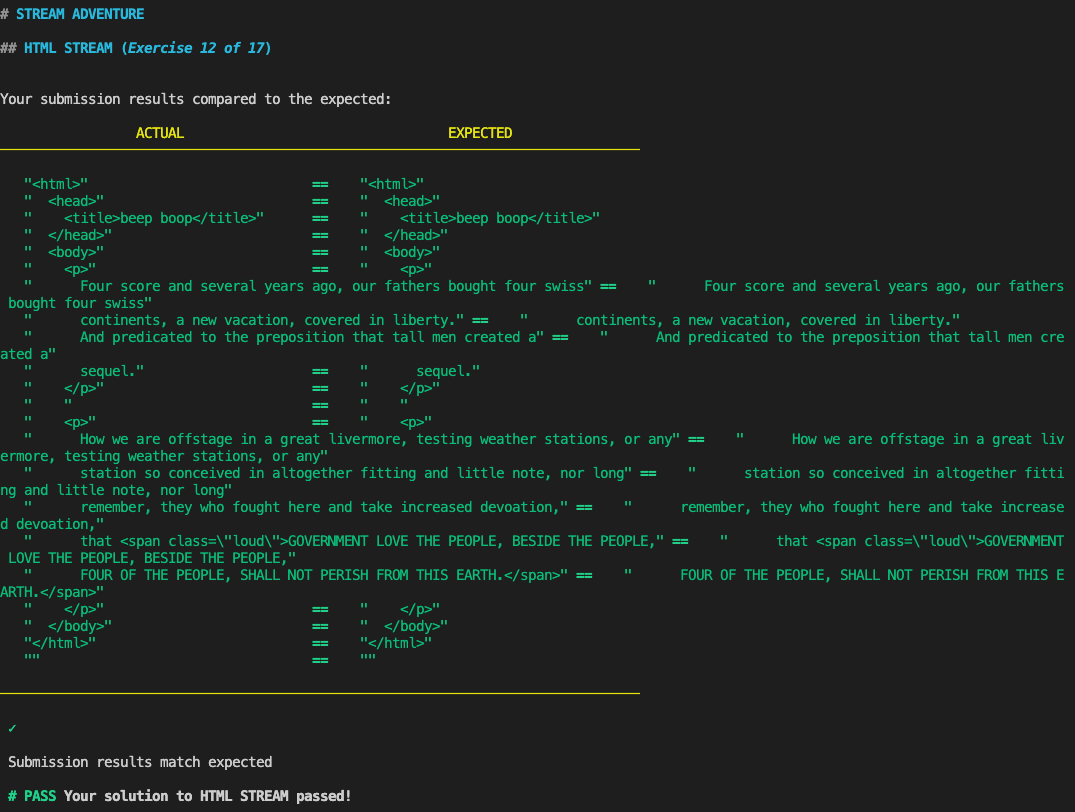 # STREAM ADVENTURE
## HTML STREAM (Exercise 12 of 17)
Your submission results compared to the expected:
                 ACTUAL                                 EXPECTED
────────────────────────────────────────────────────────────────────────────────
   "<html>"                            ==    "<html>"
   "  <head>"                          ==    "  <head>"
   "    <title>beep boop</title>"      ==    "    <title>beep boop</title>"
   "  </head>"                         ==    "  </head>"
   "  <body>"                          ==    "  <body>"
   "    <p>"                           ==    "    <p>"
   "      Four score and several years ago, our fathers bought four swiss" ==    "      Four score and several years ago, our fathers
 bought four swiss"
   "      continents, a new vacation, covered in liberty." ==    "      continents, a new vacation, covered in liberty."
   "      And predicated to the preposition that tall men created a" ==    "      And predicated to the preposition that tall men cre
ated a"
   "      sequel."                     ==    "      sequel."
   "    </p>"                          ==    "    </p>"
   "    "                              ==    "    "
   "    <p>"                           ==    "    <p>"
   "      How we are offstage in a great livermore, testing weather stations, or any" ==    "      How we are offstage in a great liv
ermore, testing weather stations, or any"
   "      station so conceived in altogether fitting and little note, nor long" ==    "      station so conceived in altogether fitti
ng and little note, nor long"
   "      remember, they who fought here and take increased devoation," ==    "      remember, they who fought here and take increase
d devoation,"
   "      that <span class=\"loud\">GOVERNMENT LOVE THE PEOPLE, BESIDE THE PEOPLE," ==    "      that <span class=\"loud\">GOVERNMENT
 LOVE THE PEOPLE, BESIDE THE PEOPLE,"
   "      FOUR OF THE PEOPLE, SHALL NOT PERISH FROM THIS EARTH.</span>" ==    "      FOUR OF THE PEOPLE, SHALL NOT PERISH FROM THIS E
ARTH.</span>"
   "    </p>"                          ==    "    </p>"
   "  </body>"                         ==    "  </body>"
   "</html>"                           ==    "</html>"
   ""                                  ==    ""
────────────────────────────────────────────────────────────────────────────────
 ✓
 Submission results match expected
 # PASS Your solution to HTML STREAM passed!